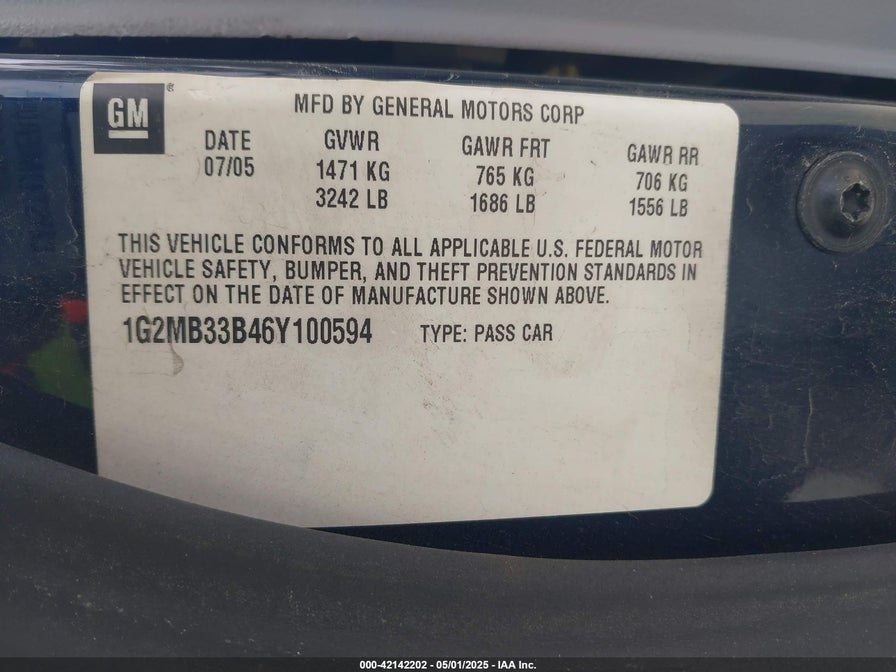 GM®
MFD BY GENERAL MOTORS CORP
DATE GVWR GAWR FRT GAWR RR
07/05 1471 KG 765 KG 706 KG
3242 LB 1686 LB 1556 LB
THIS VEHICLE CONFORMS TO ALL APPLICABLE U.S. FEDERAL MOTOR
VEHICLE SAFETY, BUMPER, AND THEFT PREVENTION STANDARDS IN
EFFECT ON THE DATE OF MANUFACTURE SHOWN ABOVE.
1G2MB33B46Y100594 TYPE: PASS CAR
000-42142202 - 05/01/2025 - IAA Inc.